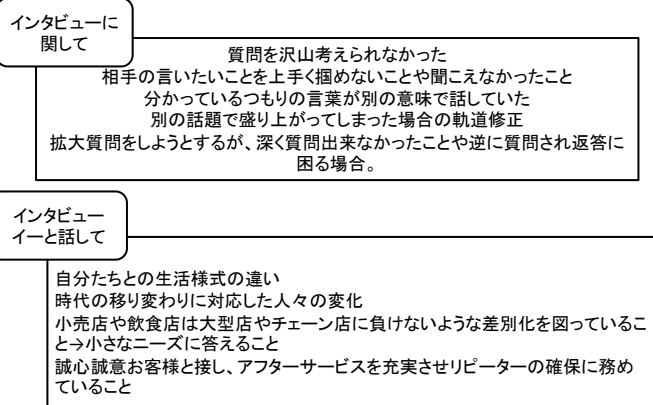 インタビューに
関して
質問を沢山考えられなかった
相手の言いたいことを上手く掴めないことや聞こえなかったこと
分かっているつもりの言葉が別の意味で話していた
別の話題で盛り上がってしまった場合の軌道修正
拡大質問をしようとするが、深く質問出来なかったことや逆に質問され返答に
困る場合。
インタビュー
イーと話して
自分たちとの生活様式の違い
時代の移り変わりに対応した人々の変化
小売店や飲食店は大型店やチェーン店に負けないような差別化を図っているこ
と→小さなニーズに答えること
誠心誠意お客様と接し、アフターサービスを充実させリピーターの確保に務め
ていること